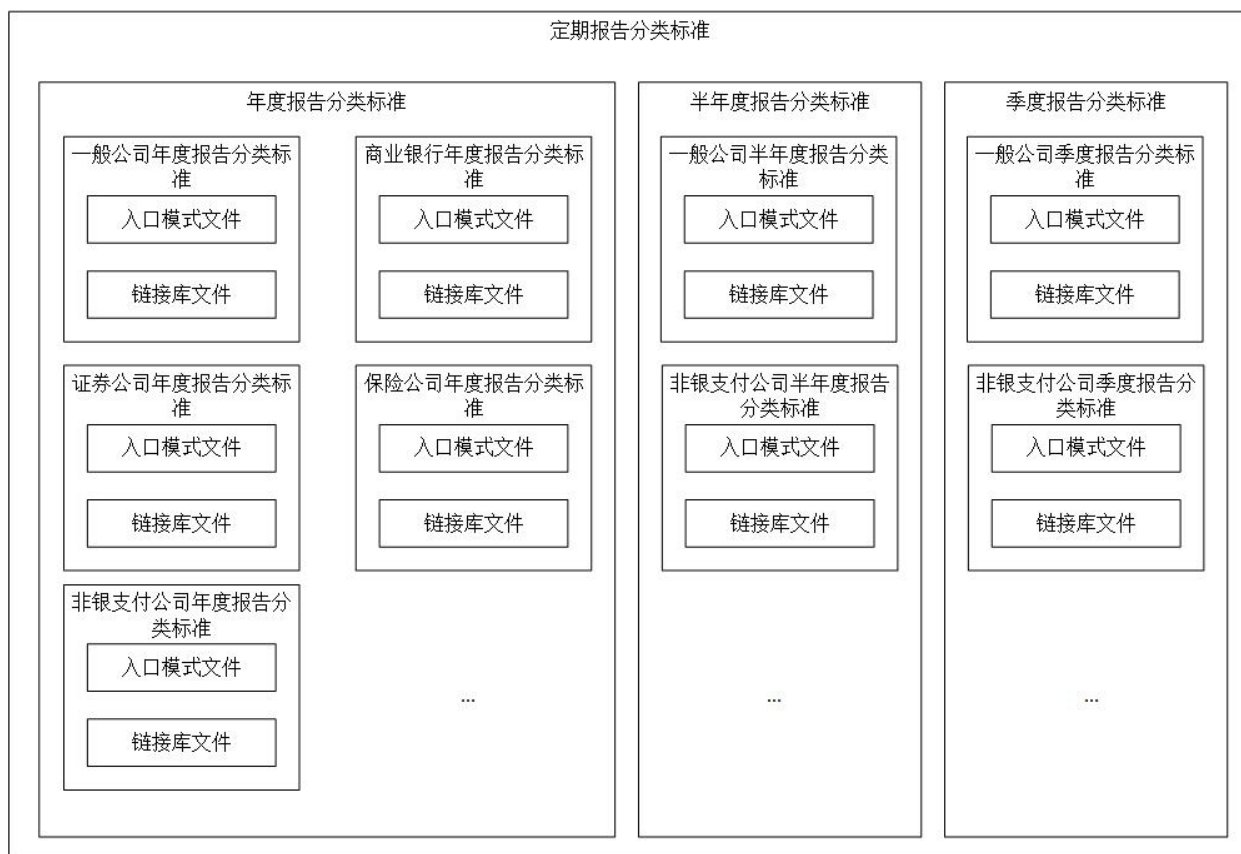 定期报告分类标准
年度报告分类标准
一般公司年度报告分类标
准
入口模式文件
链接库文件
商业银行年度报告分类标
准
入口模式文件
链接库文件
证券公司年度报告分类标
准
入口模式文件
链接库文件
保险公司年度报告分类标
准
入口模式文件
链接库文件
非银支付公司年度报告分
类标准
入口模式文件
链接库文件
...
半年度报告分类标准
一般公司半年度报告分类
标准
入口模式文件
链接库文件
非银支付公司半年度报告
分类标准
入口模式文件
链接库文件
...
季度报告分类标准
一般公司季度报告分类标
准
入口模式文件
链接库文件
非银支付公司季度报告分
类标准
入口模式文件
链接库文件
...